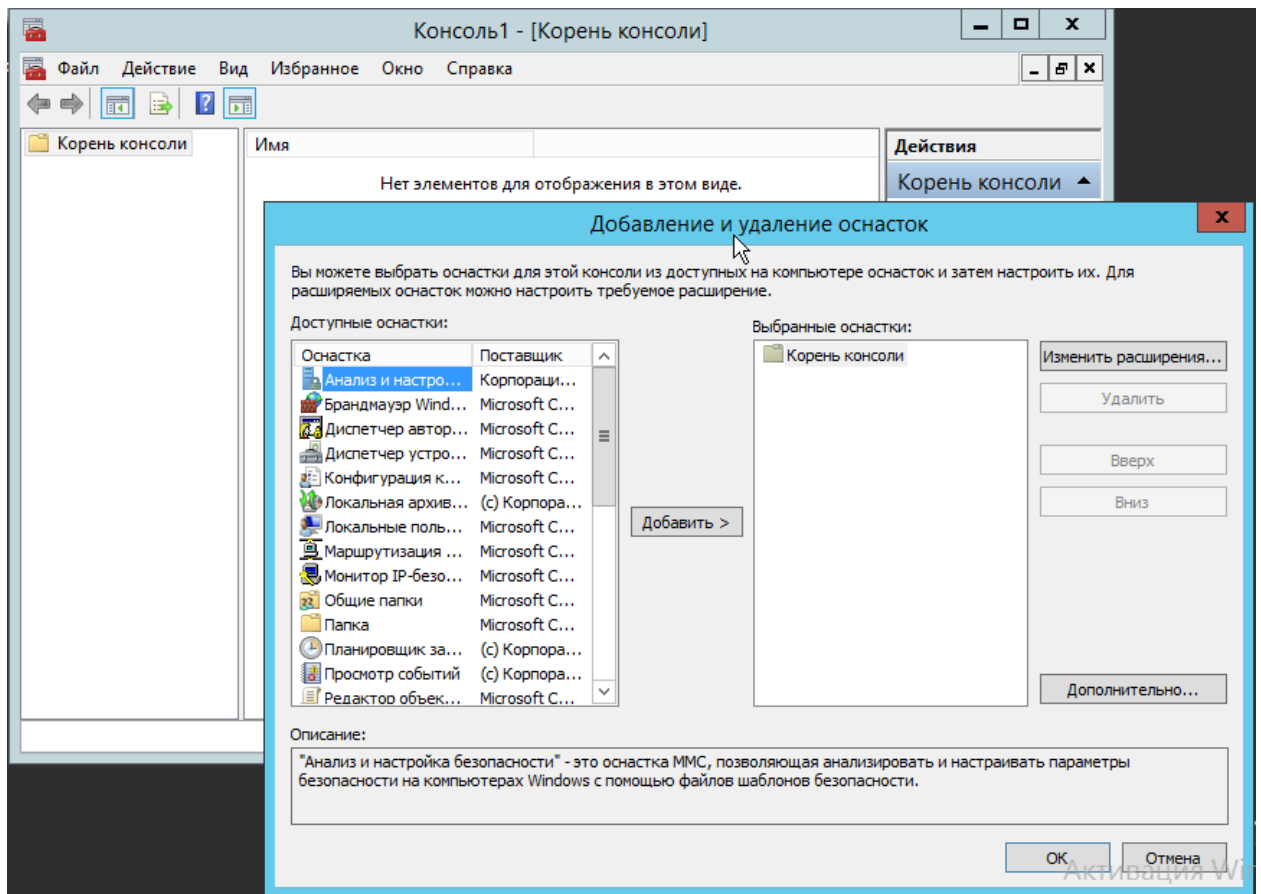 Консоль1 - [Корень консоли]
Файл Действие Вид Избранное Окно Справка
Корень консоли
Имя
Нет элементов для отображения в этом виде.
Действия
Корень консоли
Добавление и удаление оснасток
Вы можете выбрать оснастки для этой консоли из доступных на компьютере оснасток и затем настроить их. Для
расширяемых оснасток можно настроить требуемое расширение.
Доступные оснастки:
Оснастка Поставщик
Анализ и настро... Корпораци...
Брандмауэр Wind... Microsoft C...
Диспетчер автор... Microsoft C...
Диспетчер устро... Microsoft C...
Конфигурация к... Microsoft C...
Локальная архив... (с) Корпора...
Локальные поль... Microsoft C...
Маршрутизация ... Microsoft C...
Монитор IP-безо... Microsoft C...
Общие папки Microsoft C...
Папка Microsoft C...
Планировщик за... (с) Корпора...
Просмотр событий (с) Корпора...
Редактор объек... Microsoft C...
Добавить >
Выбранные оснастки:
Корень консоли
Изменить расширения...
Удалить
Вверх
Вниз
Дополнительно...
Описание:
"Анализ и настройка безопасности" - это оснастка MMC, позволяющая анализировать и настраивать параметры
безопасности на компьютерах Windows с помощью файлов шаблонов безопасности.
ОК Отмена
Активация Wi